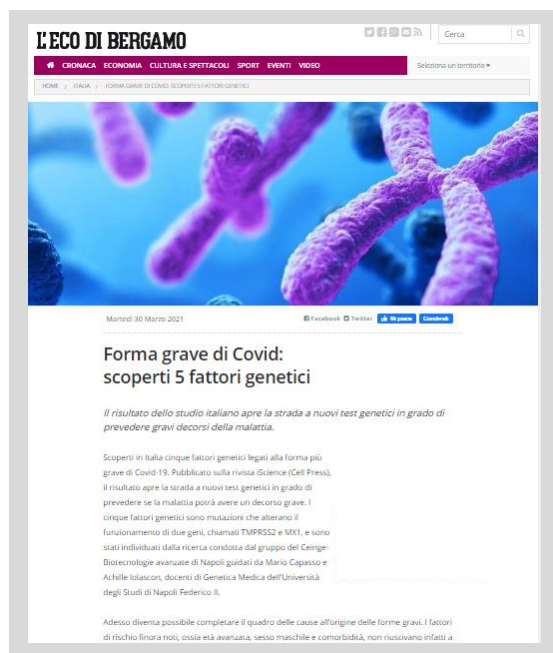 L'ECO DI BERGAMO
Cerca
CRONACA ECONOMIA CULTURA E SPETTACOLI SPORT EVENTI VIDEO
Seleziona un territorio
HOME / ITALIA / FORMA GRAVE DI COVID: SCOPERTI 5 FATTORI GENETICI
Martedì 30 Marzo 2021
Facebook Twitter Mi piace Condividi
Forma grave di Covid:
scoperti 5 fattori genetici
Il risultato dello studio italiano apre la strada a nuovi test genetici in grado di
prevedere gravi decorsi della malattia.
Scoperti in Italia cinque fattori genetici legati alla forma più
grave di Covid-19. Pubblicato sulla rivista iScience (Cell Press),
il risultato apre la strada a nuovi test genetici in grado di
prevedere se la malattia potrà avere un decorso grave. I
cinque fattori genetici sono mutazioni che alterano il
funzionamento di due geni, chiamati TMPRSS2 e MX1, e sono
stati individuati dalla ricerca condotta dal gruppo del Ceinge-
Biotecnologie avanzate di Napoli guidati da Mario Capasso e
Achille Iolascon, docenti di Genetica Medica dell'Università
degli Studi di Napoli Federico II.
Adesso diventa possibile completare il quadro delle cause all'origine delle forme gravi. I fattori
di rischio finora noti, ossia età avanzata, sesso maschile e comorbidità, non riuscivano infatti a